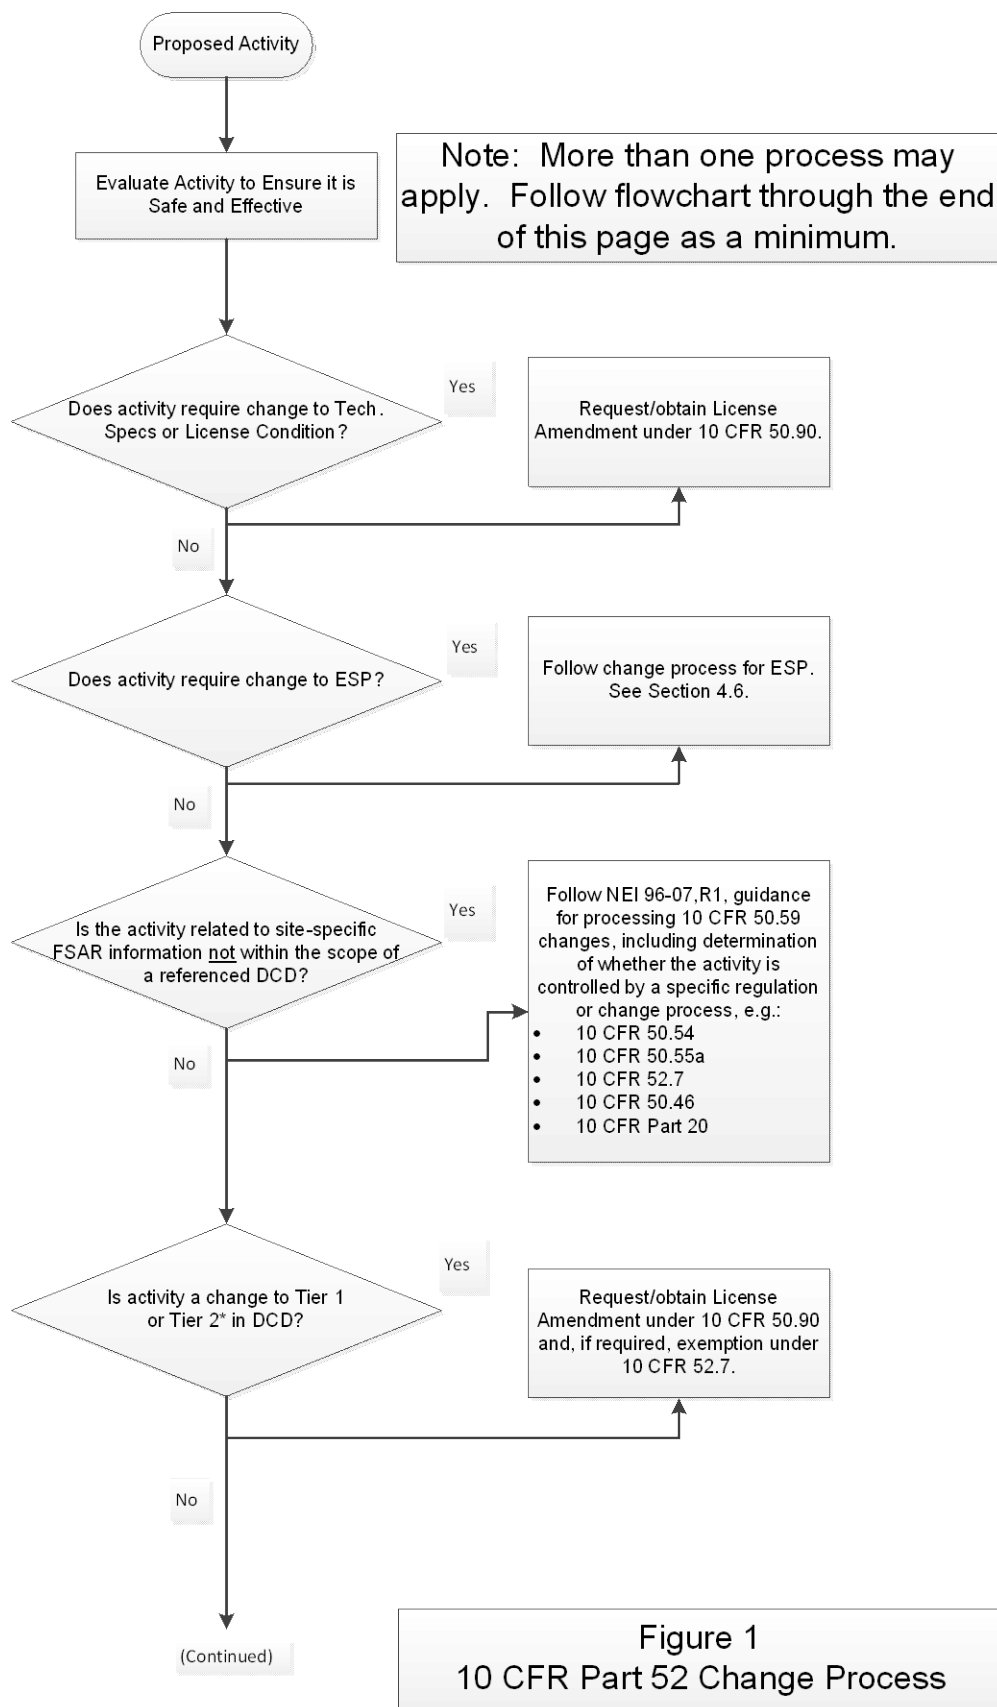 Proposed Activity
Evaluate Activity to Ensure it is
Safe and Effective
Note: More than one process may
apply. Follow flowchart through the end
of this page as a minimum.
Does activity require change to Tech.
Specs or License Condition?
Yes
Request/obtain License
Amendment under 10 CFR 50.90.
No
Does activity require change to ESP?
Yes
Follow change process for ESP.
See Section 4.6.
No
Is the activity related to site-specific
FSAR information not within the scope of
a referenced DCD?
Yes
Follow NEI 96-07,R1, guidance
for processing 10 CFR 50.59
changes, including determination
of whether the activity is
controlled by a specific regulation
or change process, e.g.:
• 10 CFR 50.54
• 10 CFR 50.55a
• 10 CFR 52.7
• 10 CFR 50.46
• 10 CFR Part 20
No
Is activity a change to Tier 1
or Tier 2* in DCD?
Yes
Request/obtain License
Amendment under 10 CFR 50.90
and, if required, exemption under
10 CFR 52.7.
No
(Continued)
Figure 1
10 CFR Part 52 Change Process